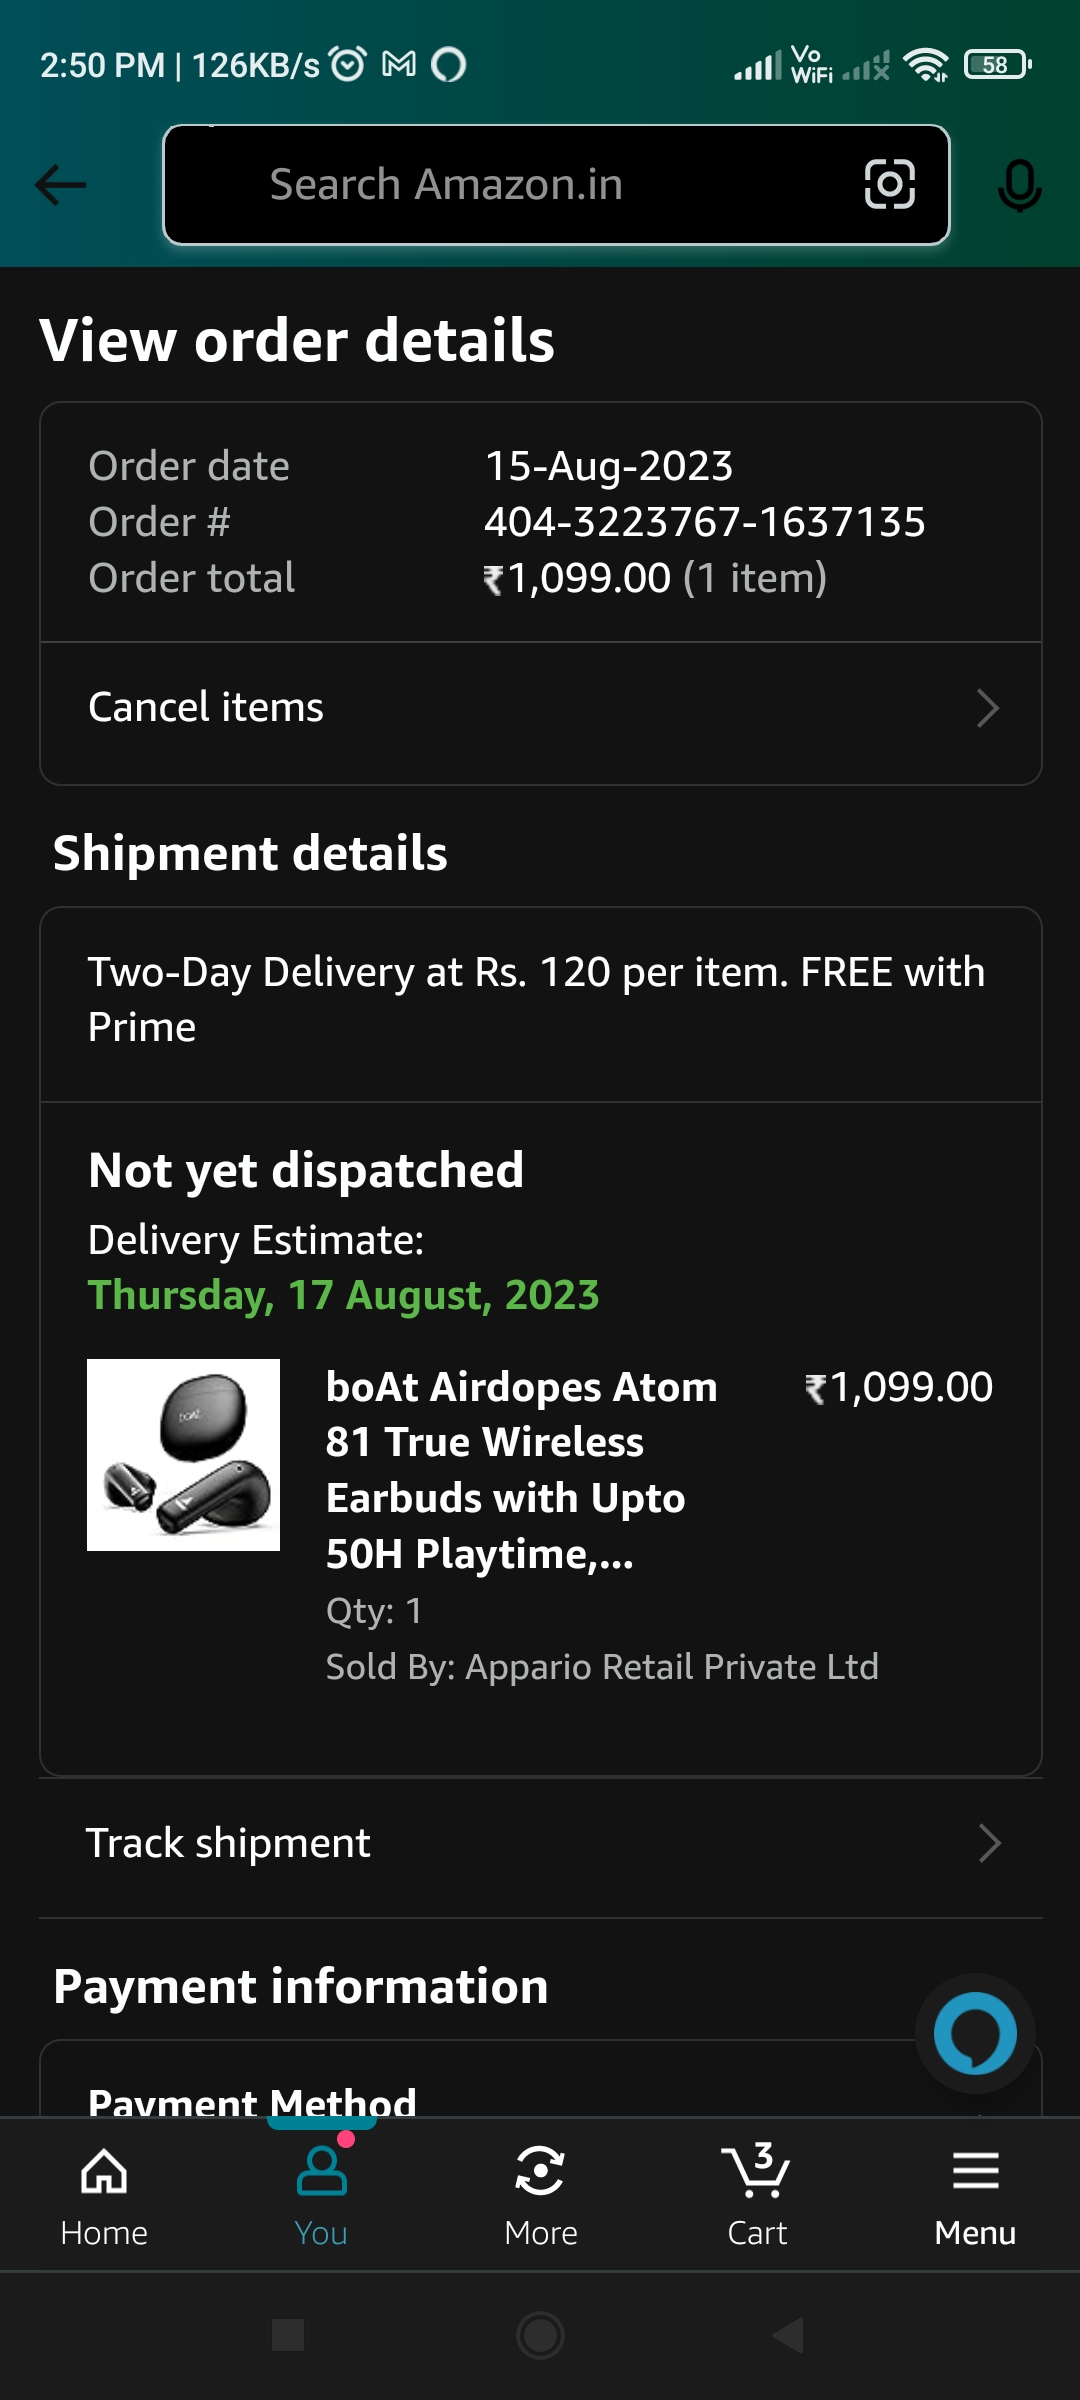 2:50 PM | 126KB/s Vo WiFi 58
Search Amazon.in
View order details
Order date 15-Aug-2023
Order # 404-3223767-1637135
Order total ₹1,099.00 (1 item)
Cancel items
Shipment details
Two-Day Delivery at Rs. 120 per item. FREE with
Prime
Not yet dispatched
Delivery Estimate:
Thursday, 17 August, 2023
boAt Airdopes Atom ₹1,099.00
81 True Wireless
Earbuds with Upto
50H Playtime,...
Qty: 1
Sold By: Appario Retail Private Ltd
Track shipment
Payment information
Payment Method
3
Home You More Cart Menu